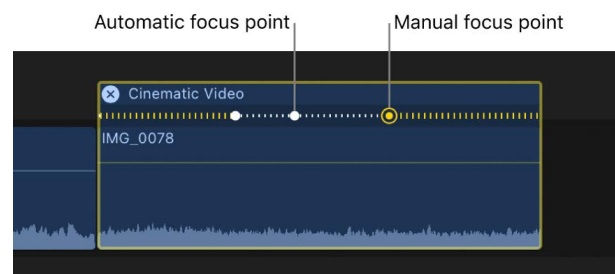 Automatic focus point
Manual focus point
Cinematic Video
IMG_0078